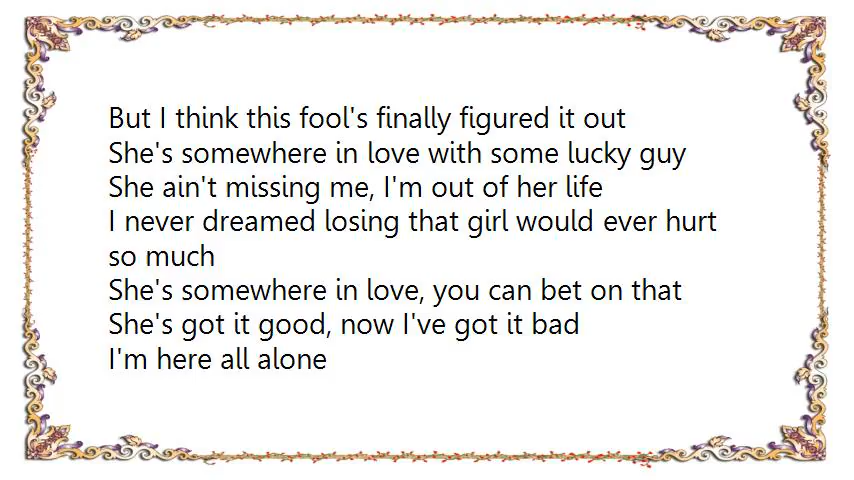 But I think this fool's finally figured it out
She's somewhere in love with some lucky guy
She ain't missing me, I'm out of her life
I never dreamed losing that girl would ever hurt
so much
She's somewhere in love, you can bet on that
She's got it good, now I've got it bad
I'm here all alone